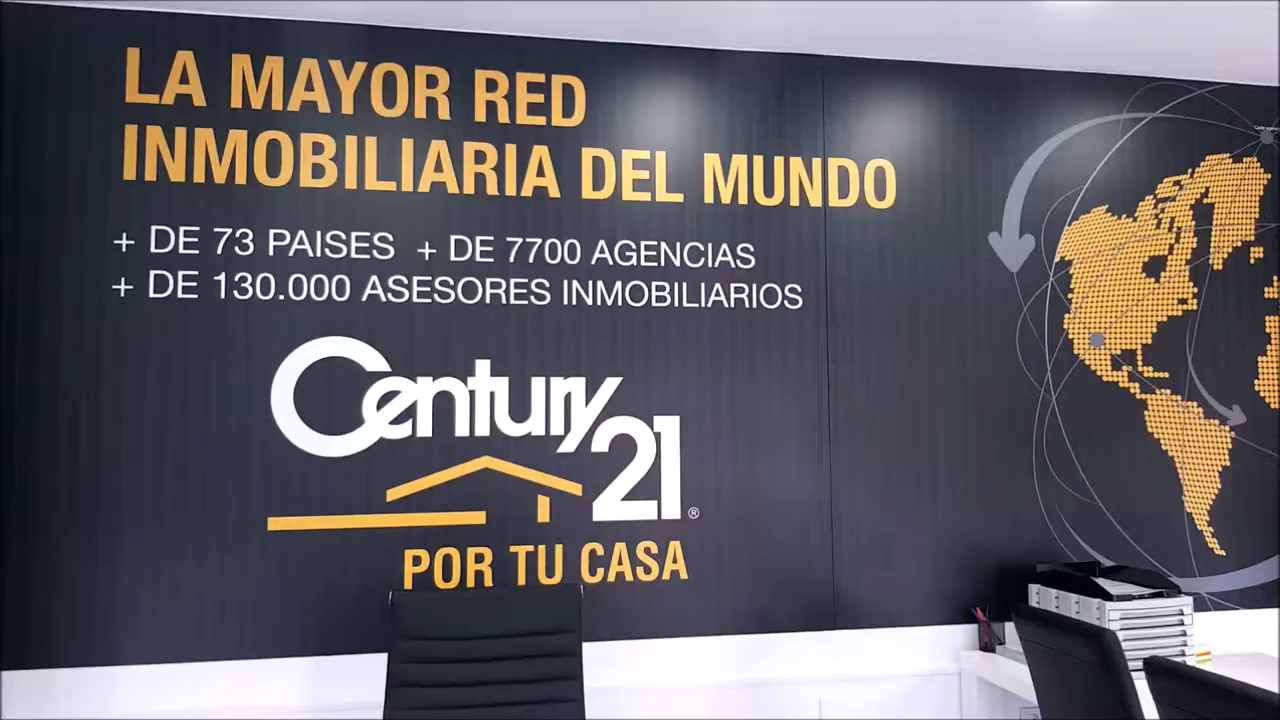 LA MAYOR RED
INMOBILIARIA DEL MUNDO
+ DE 73 PAISES + DE 7700 AGENCIAS
+ DE 130.000 ASESORES INMOBILIARIOS
Century
21®
POR TU CASA